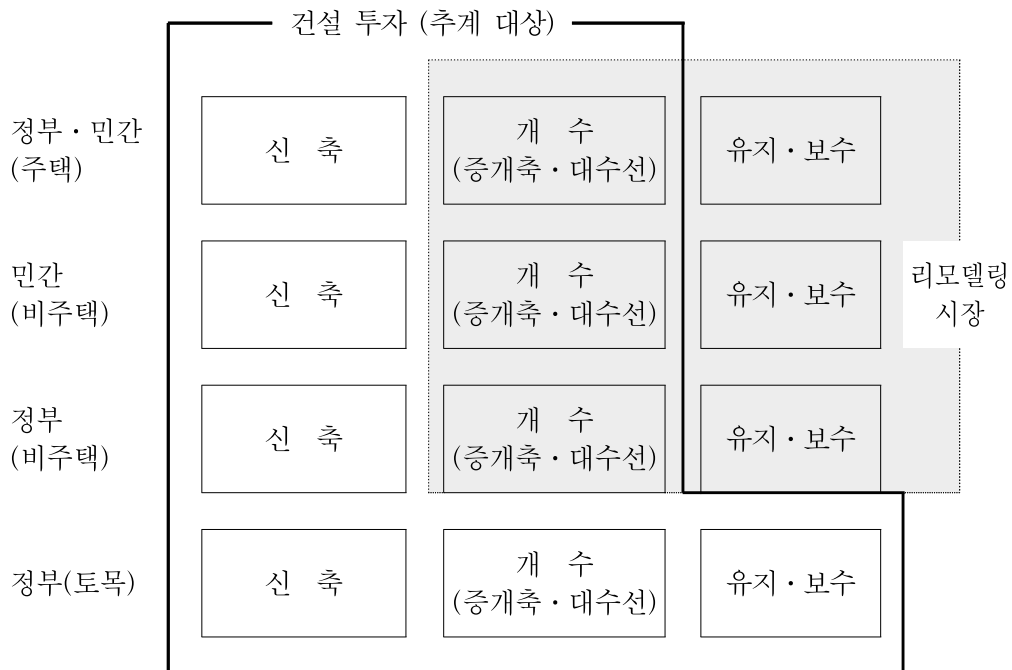 건설 투자 (추계 대상)
정부・민간
(주택)
신 축
개 수
(증개축・대수선)
유지・보수
민간
(비주택)
신 축
개 수
(증개축・대수선)
유지・보수
리모델링
시장
정부
(비주택)
신 축
개 수
(증개축・대수선)
유지・보수
정부(토목)
신 축
개 수
(증개축・대수선)
유지・보수